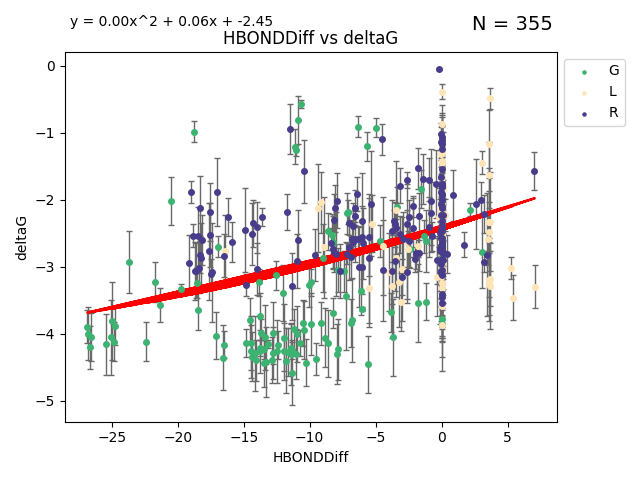 y = 0.00x^2 + 0.06x + -2.45
N = 355
HBONDDiff vs deltaG
G
L
R
deltaG
0
−1
−2
−3
−4
−5
−25
−20
−15
−10
−5
0
5
HBONDDiff